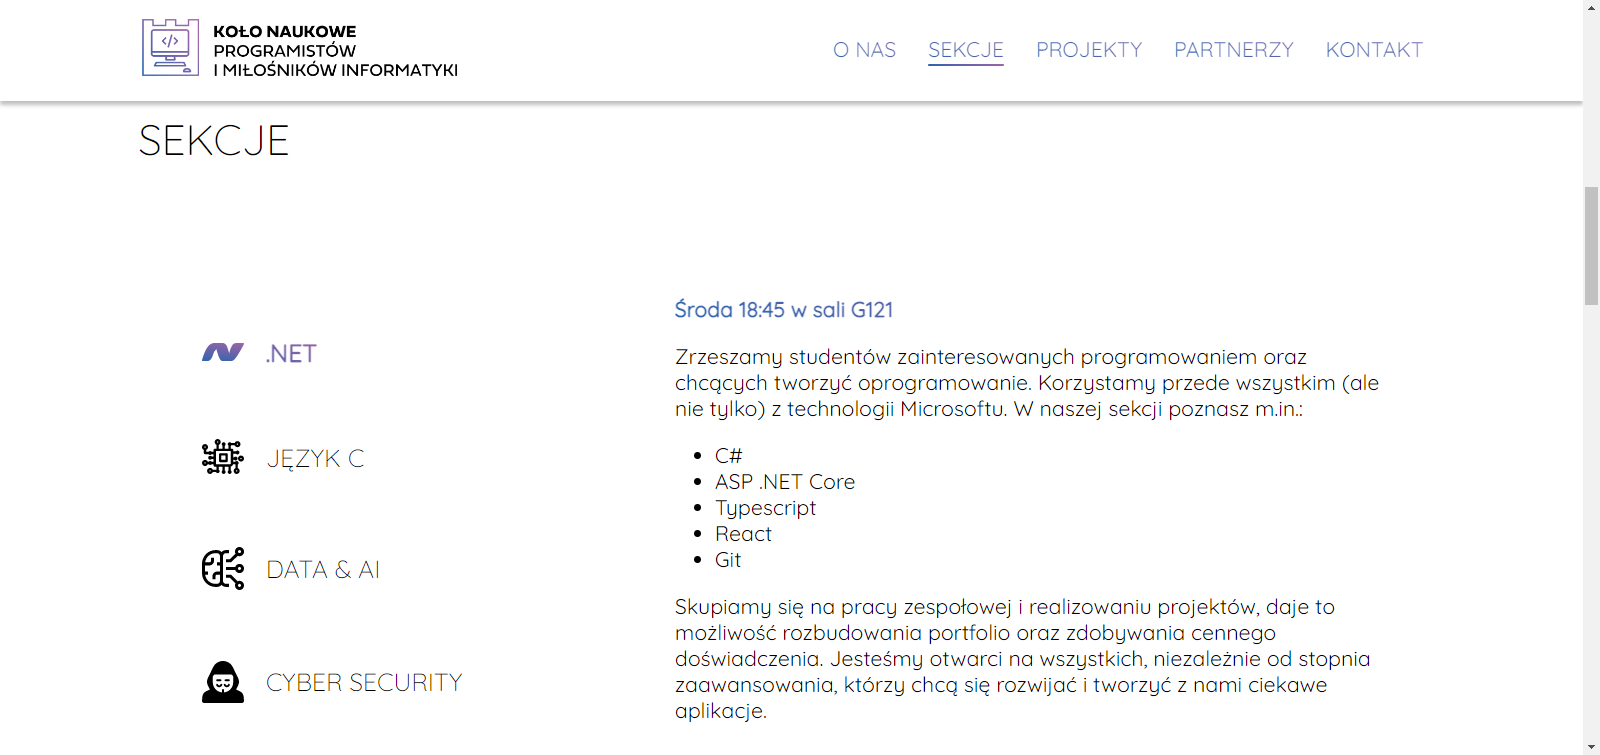 KOŁO NAUKOWE
PROGRAMISTÓW
I MIŁOŚNIKÓW INFORMATYKI
O NAS
SEKCJE
PROJEKTY
PARTNERZY
KONTAKT
SEKCJE
.NET
JĘZYK C
DATA & AI
CYBER SECURITY
Środa 18:45 w sali G121
Zrzeszamy studentów zainteresowanych programowaniem oraz
chcących tworzyć oprogramowanie. Korzystamy przede wszystkim (ale
nie tylko) z technologii Microsoftu. W naszej sekcji poznasz m.in.:
• C#
• ASP .NET Core
• Typescript
• React
• Git
Skupiamy się na pracy zespołowej i realizowaniu projektów, daje to
możliwość rozbudowania portfolio oraz zdobywania cennego
doświadczenia. Jesteśmy otwarci na wszystkich, niezależnie od stopnia
zaawansowania, którzy chcą się rozwijać i tworzyć z nami ciekawe
aplikacje.